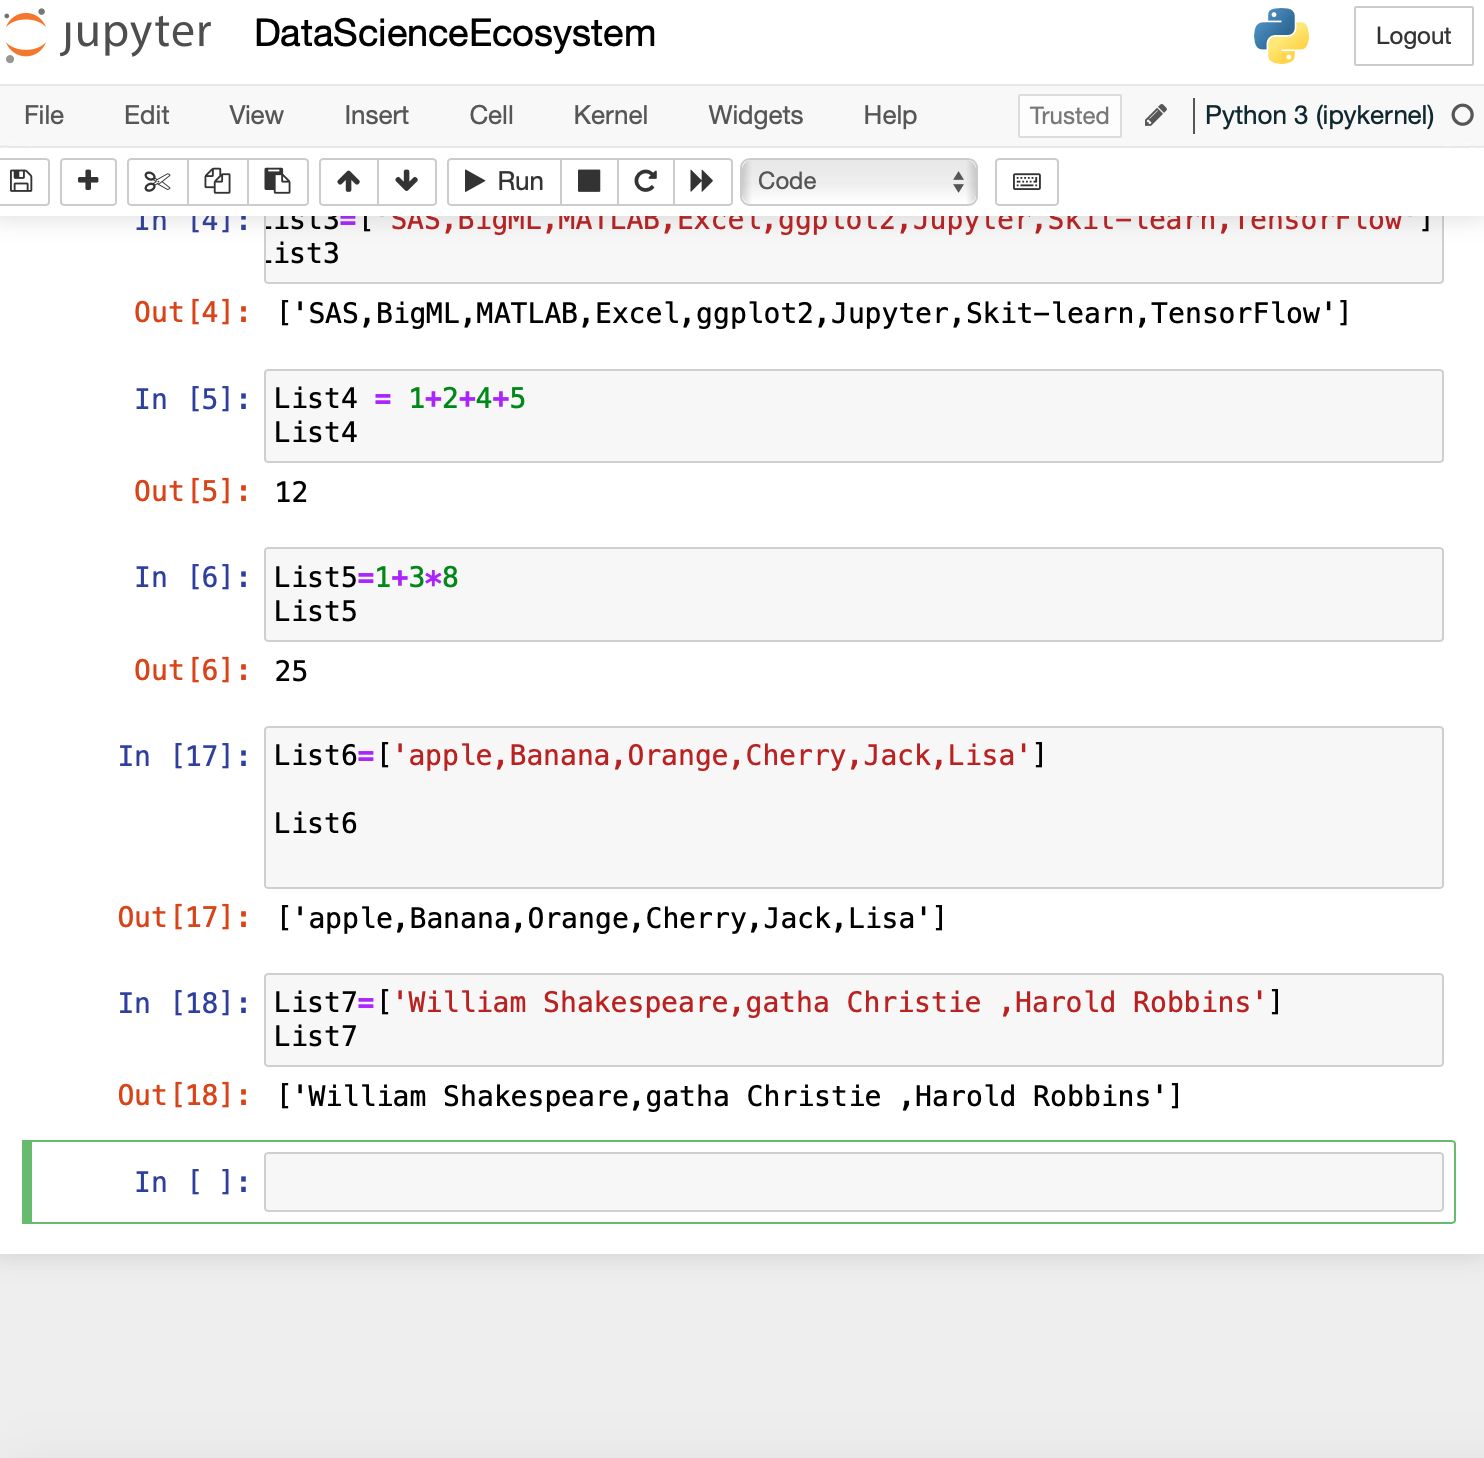 jupyter DataScienceEcosystem Logout
File Edit View Insert Cell Kernel Widgets Help Trusted Python 3 (ipykernel)
Run Code
In [4]: List3=['SAS,BigML,MATLAB,Excel,ggplot2,Jupyter,Skit-learn,TensorFlow']
List3
Out[4]: ['SAS,BigML,MATLAB,Excel,ggplot2,Jupyter,Skit-learn,TensorFlow']
In [5]: List4 = 1+2+4+5
List4
Out[5]: 12
In [6]: List5=1+3*8
List5
Out[6]: 25
In [17]: List6=['apple,Banana,Orange,Cherry,Jack,Lisa']
List6
Out[17]: ['apple,Banana,Orange,Cherry,Jack,Lisa']
In [18]: List7=['William Shakespeare,gatha Christie ,Harold Robbins']
List7
Out[18]: ['William Shakespeare,gatha Christie ,Harold Robbins']
In [ ]: